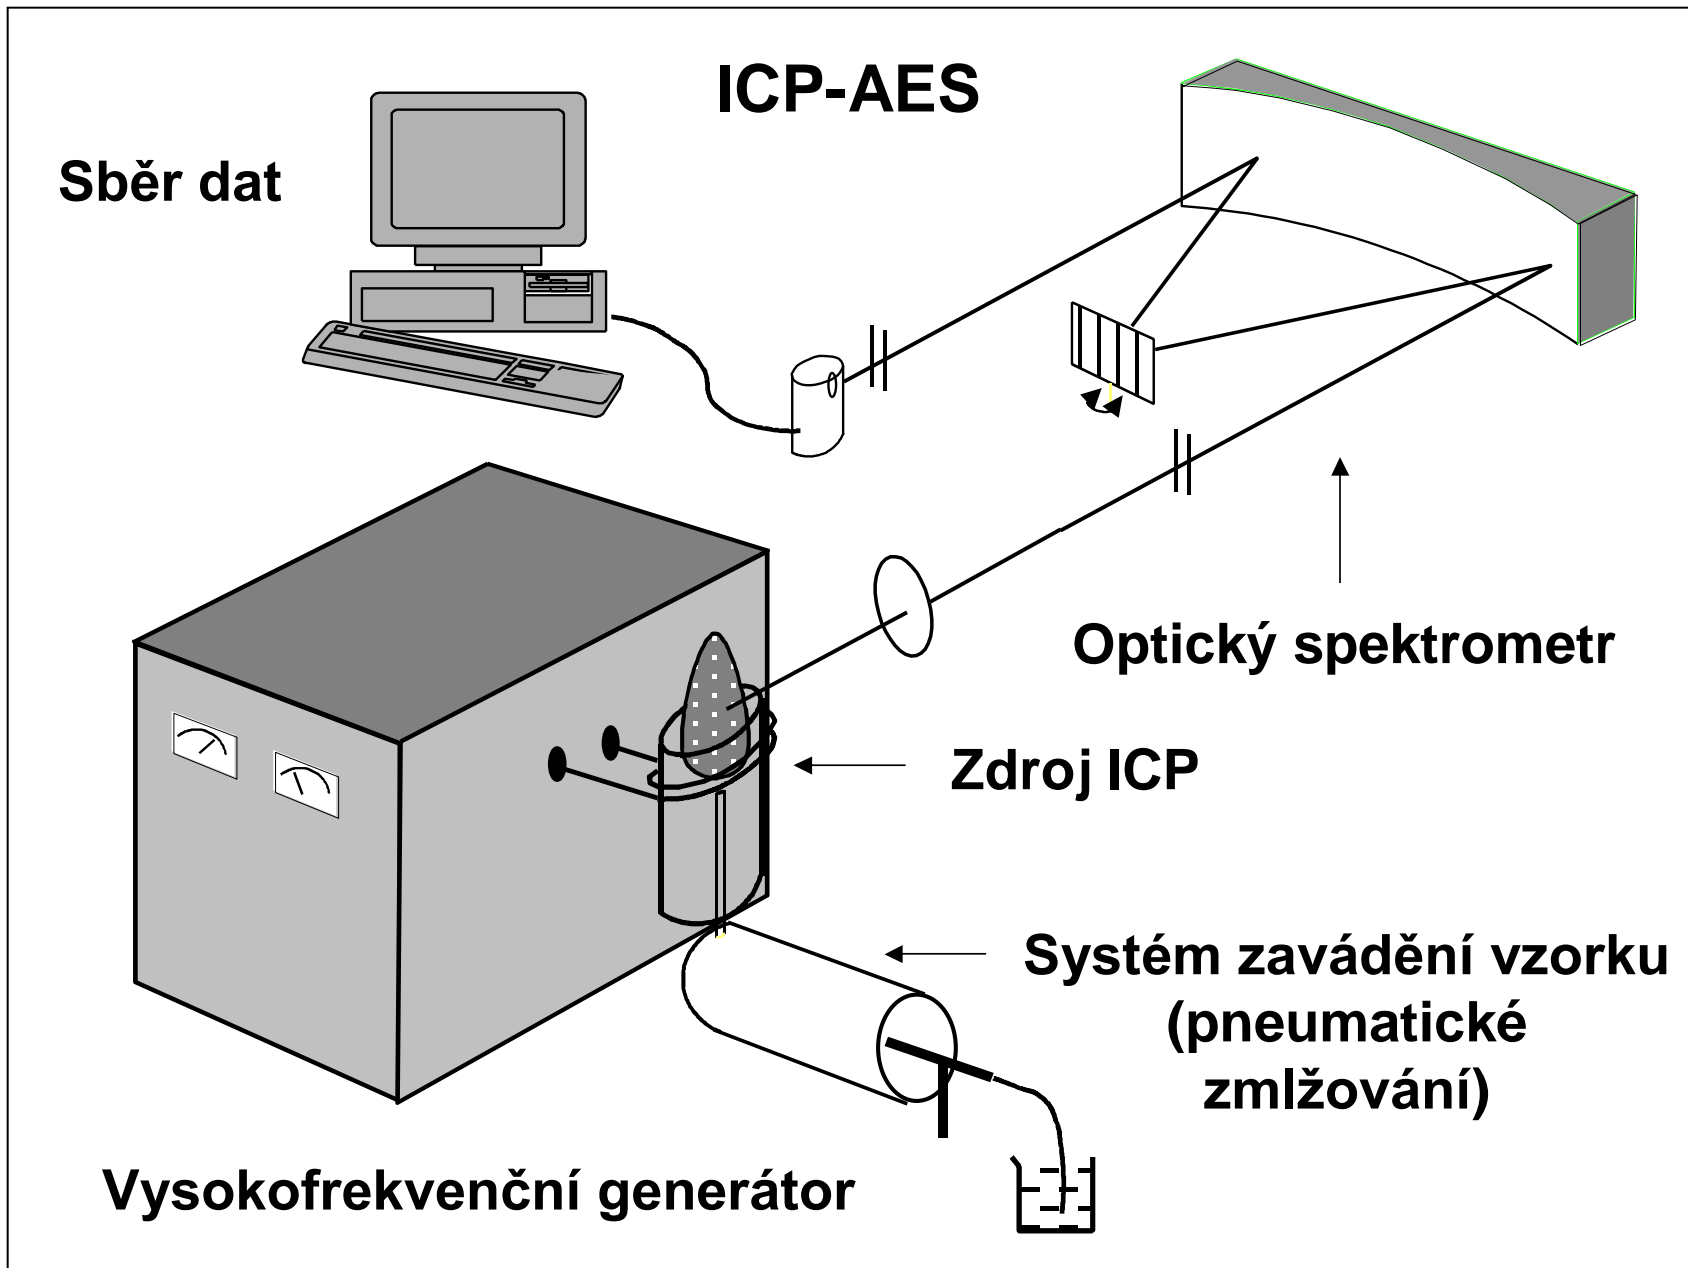 ICP-AES
Sběr dat
Optický spektrometr
Zdroj ICP
Systém zavádění vzorku
(pneumatické
zmlžování)
Vysokofrekvenční generátor